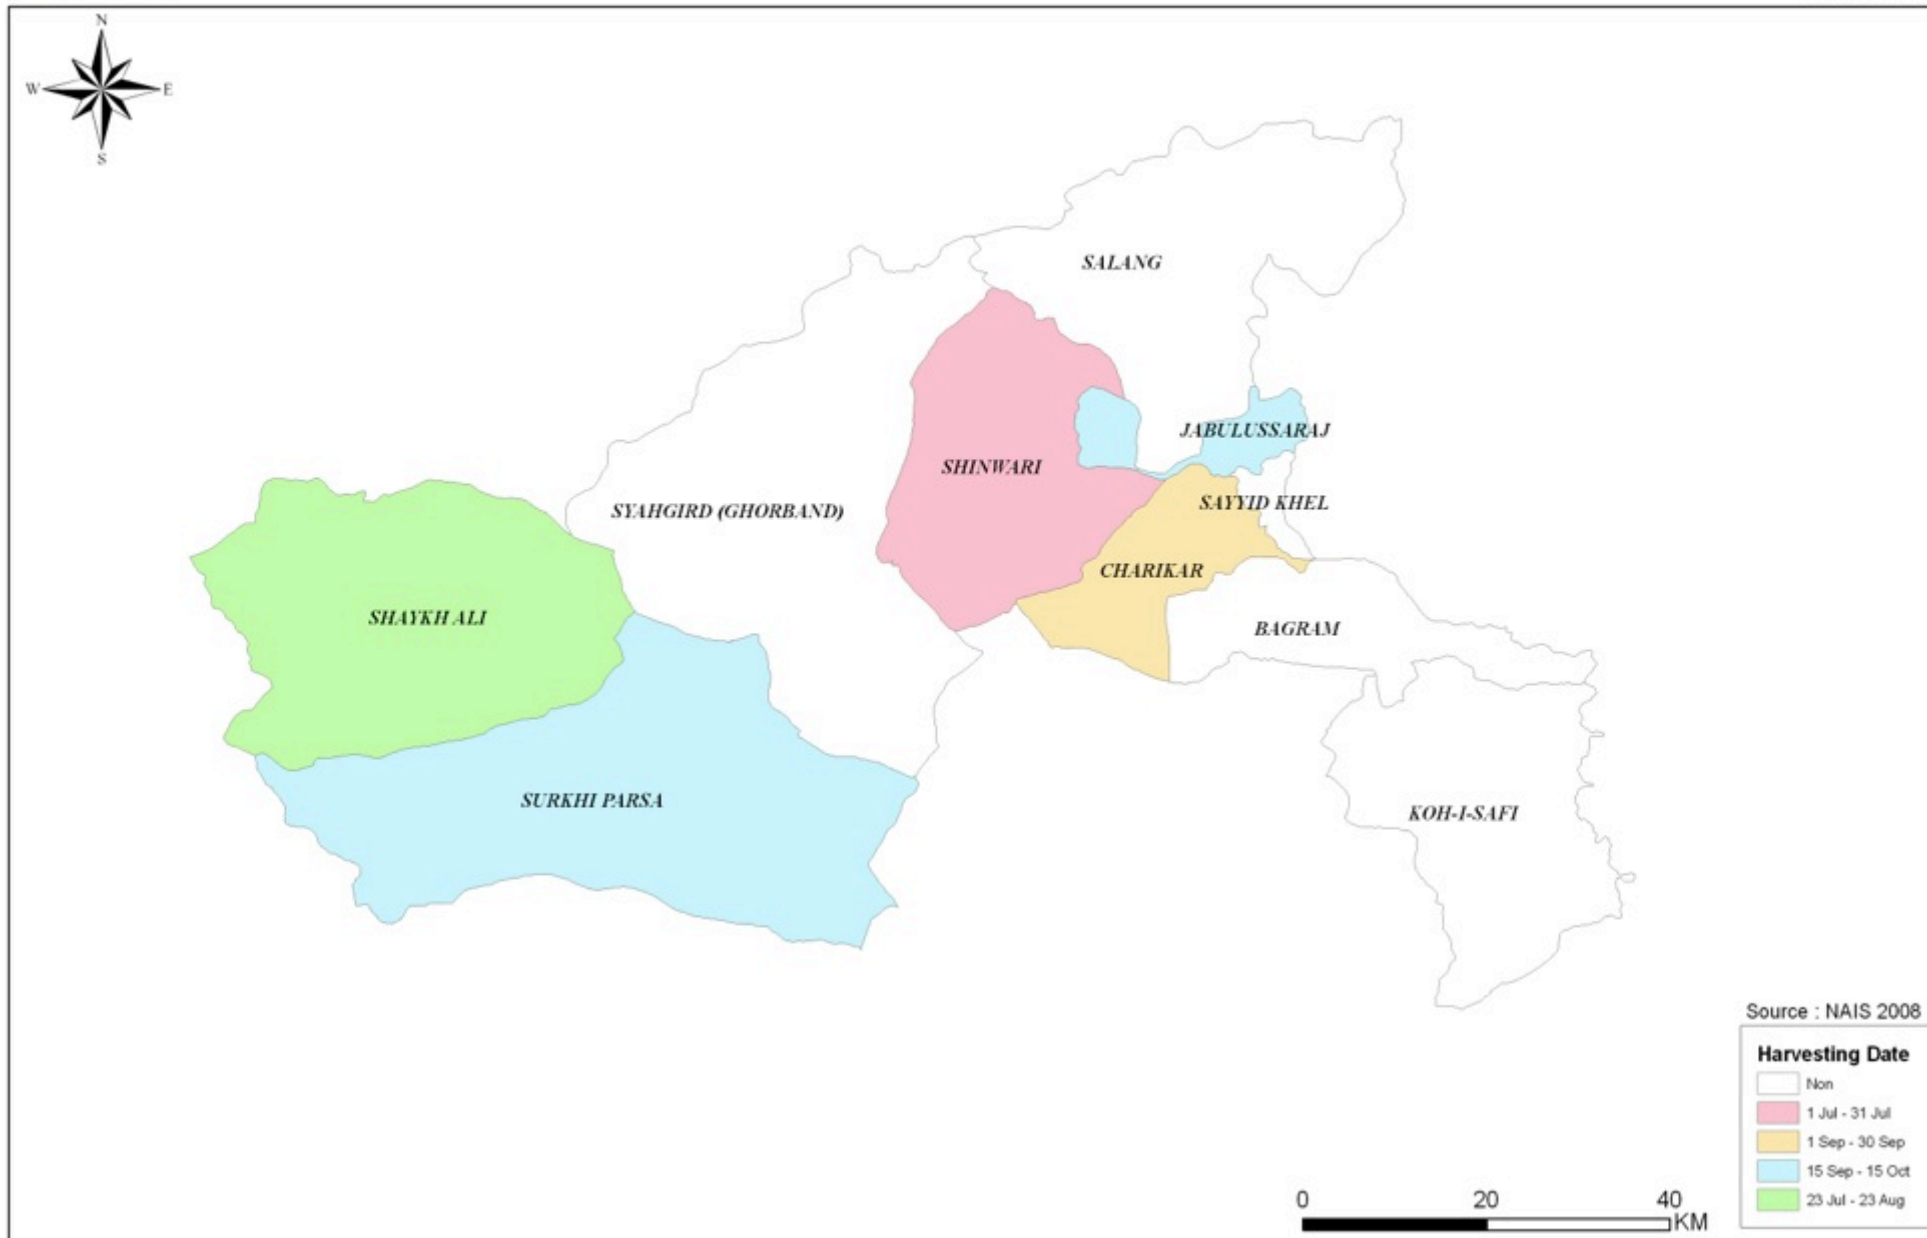 N
W E
S
SALANG
JABULUSSARAJ
SHINWARI
SAYYID KHEL
SYAHGIRD (GHORBAND)
CHARIKAR
SHAYKH ALI
BAGRAM
SURKHI PARSA
KOH-I-SAFI
Source : NAIS 2008
Harvesting Date
Non
1 Jul - 31 Jul
1 Sep - 30 Sep
15 Sep - 15 Oct
23 Jul - 23 Aug
0 20 40
KM